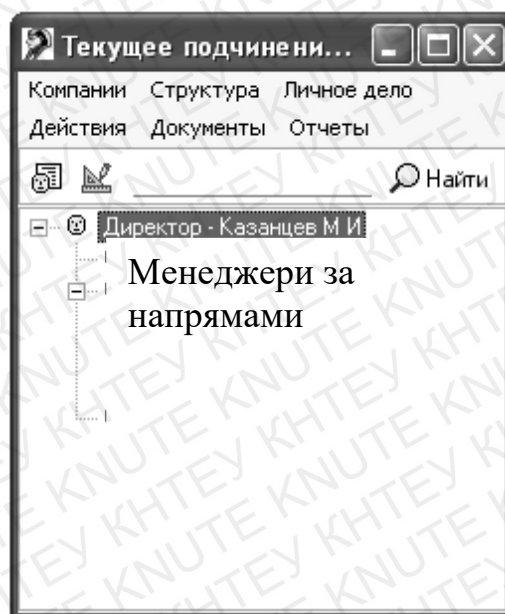 Текущее подчинени...
Компании Структура Личное дело
Действия Документы Отчеты
Найти
Директор - Казанцев М И
Менеджери за
напрямами